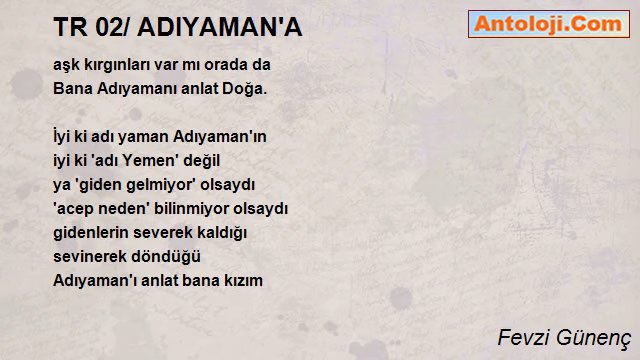 TR 02/ ADIYAMAN'A
Antoloji.Com
aşk kırgınları var mı orada da
Bana Adıyamanı anlat Doğa.
İyi ki adı yaman Adıyaman'ın
iyi ki 'adı Yemen' değil
ya 'giden gelmiyor' olsaydı
'acep neden' bilinmiyor olsaydı
gidenlerin severek kaldığı
sevinerek döndüğü
Adıyaman'ı anlat bana kızım
Fevzi Günenç